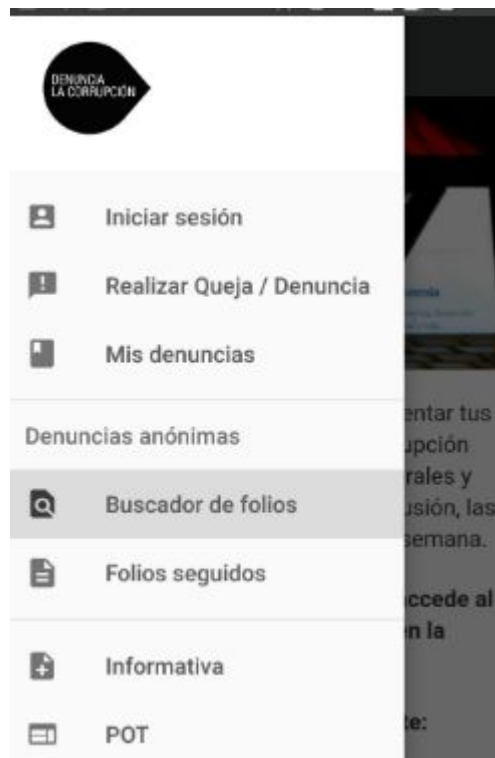 DENUNCIA
LA CORRUPCIÓN
Iniciar sesión
Realizar Queja / Denuncia
Mis denuncias
Denuncias anónimas
Buscador de folios
Folios seguidos
Informativa
POT
entar tus
upción
rales y
usión, las
semana.
ccede al
en la
te: